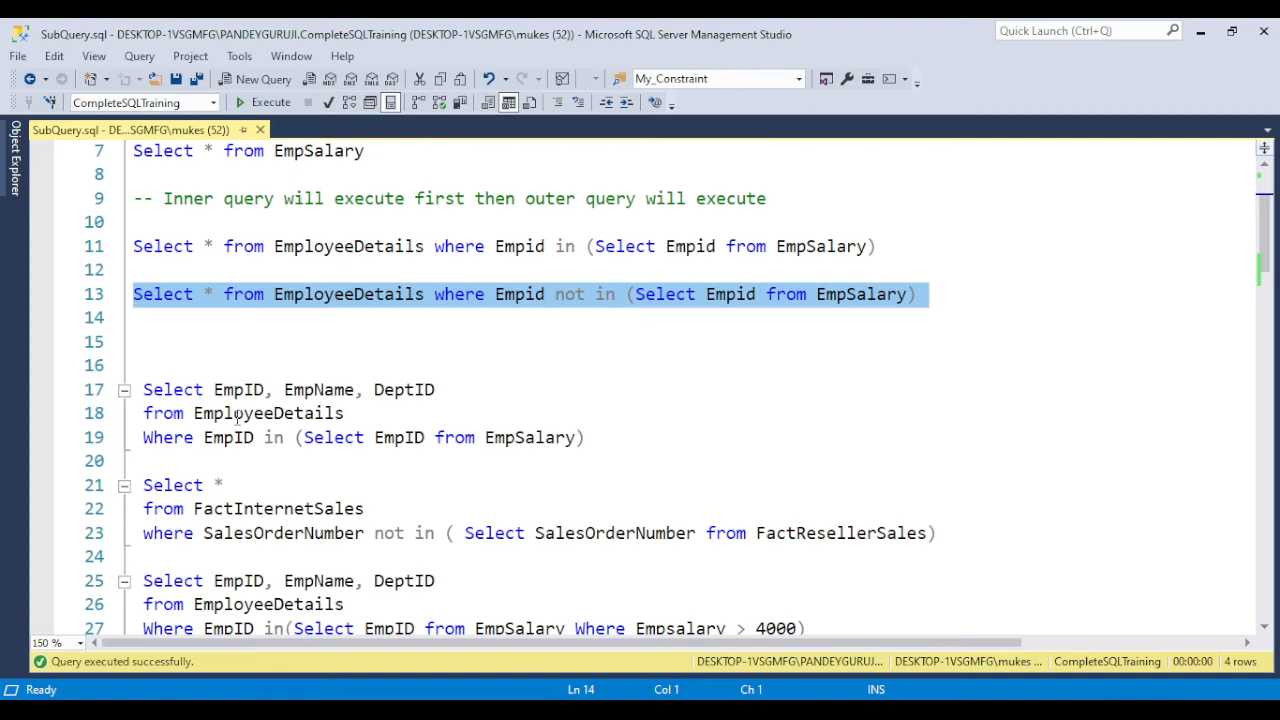 SubQuery.sql - DESKTOP-1VSGMFG\PANDEYGURUJI.CompleteSQLTraining (DESKTOP-1VSGMFG\mukes (52)) - Microsoft SQL Server Management Studio
Quick Launch (Ctrl+Q)
File Edit View Query Project Tools Window Help
New Query
MDX DMX XMLA DAX
My_Constraint
CompleteSQLTraining
Execute
SubQuery.sql - DE...SGMFG\mukes (52))
Object Explorer
7 Select * from EmpSalary
8
9 -- Inner query will execute first then outer query will execute
10
11 Select * from EmployeeDetails where Empid in (Select Empid from EmpSalary)
12
13 Select * from EmployeeDetails where Empid not in (Select Empid from EmpSalary)
14
15
16
17 Select EmpID, EmpName, DeptID
18 from EmployeeDetails
19 Where EmpID in (Select EmpID from EmpSalary)
20
21 Select *
22 from FactInternetSales
23 where SalesOrderNumber not in ( Select SalesOrderNumber from FactResellerSales)
24
25 Select EmpID, EmpName, DeptID
26 from EmployeeDetails
27 Where EmpID in(Select EmpID from EmpSalary Where Empsalary > 4000)
150 %
Query executed successfully. DESKTOP-1VSGMFG\PANDEYGURUJI... DESKTOP-1VSGMFG\mukes ... CompleteSQLTraining 00:00:00 4 rows
Ready Ln 14 Col 1 Ch 1 INS